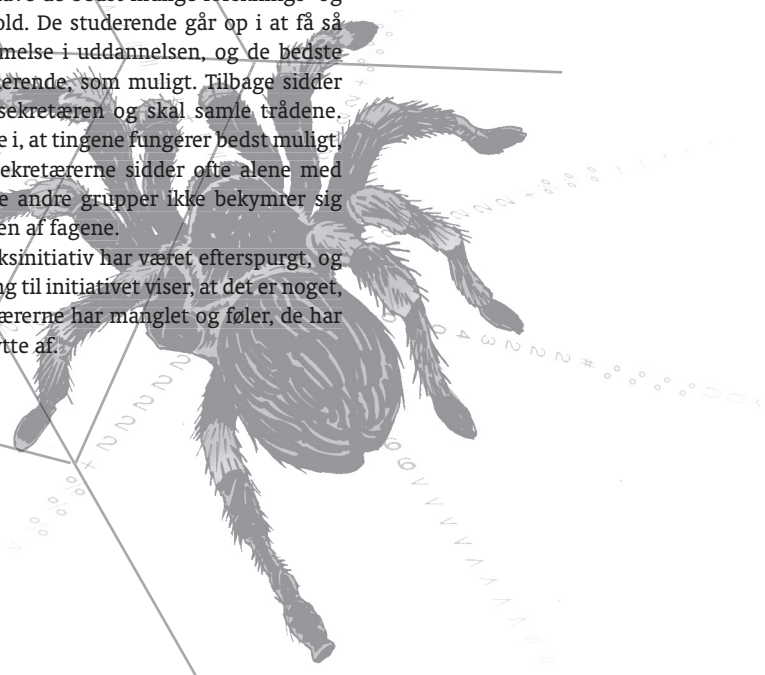 old. De studerende går op i at få så
melse i uddannelsen, og de bedste
erende, som muligt. Tilbage sidder
sekretæren og skal samle trådene.
e i, at tingene fungerer bedst muligt,
ekretærerne sidder ofte alene med
e andre grupper ikke bekymrer sig
en af fagene.
ksinitiativ har været efterspurgt, og
ng til initiativet viser, at det er noget,
ærerne har manglet og føler, de har
tte af.